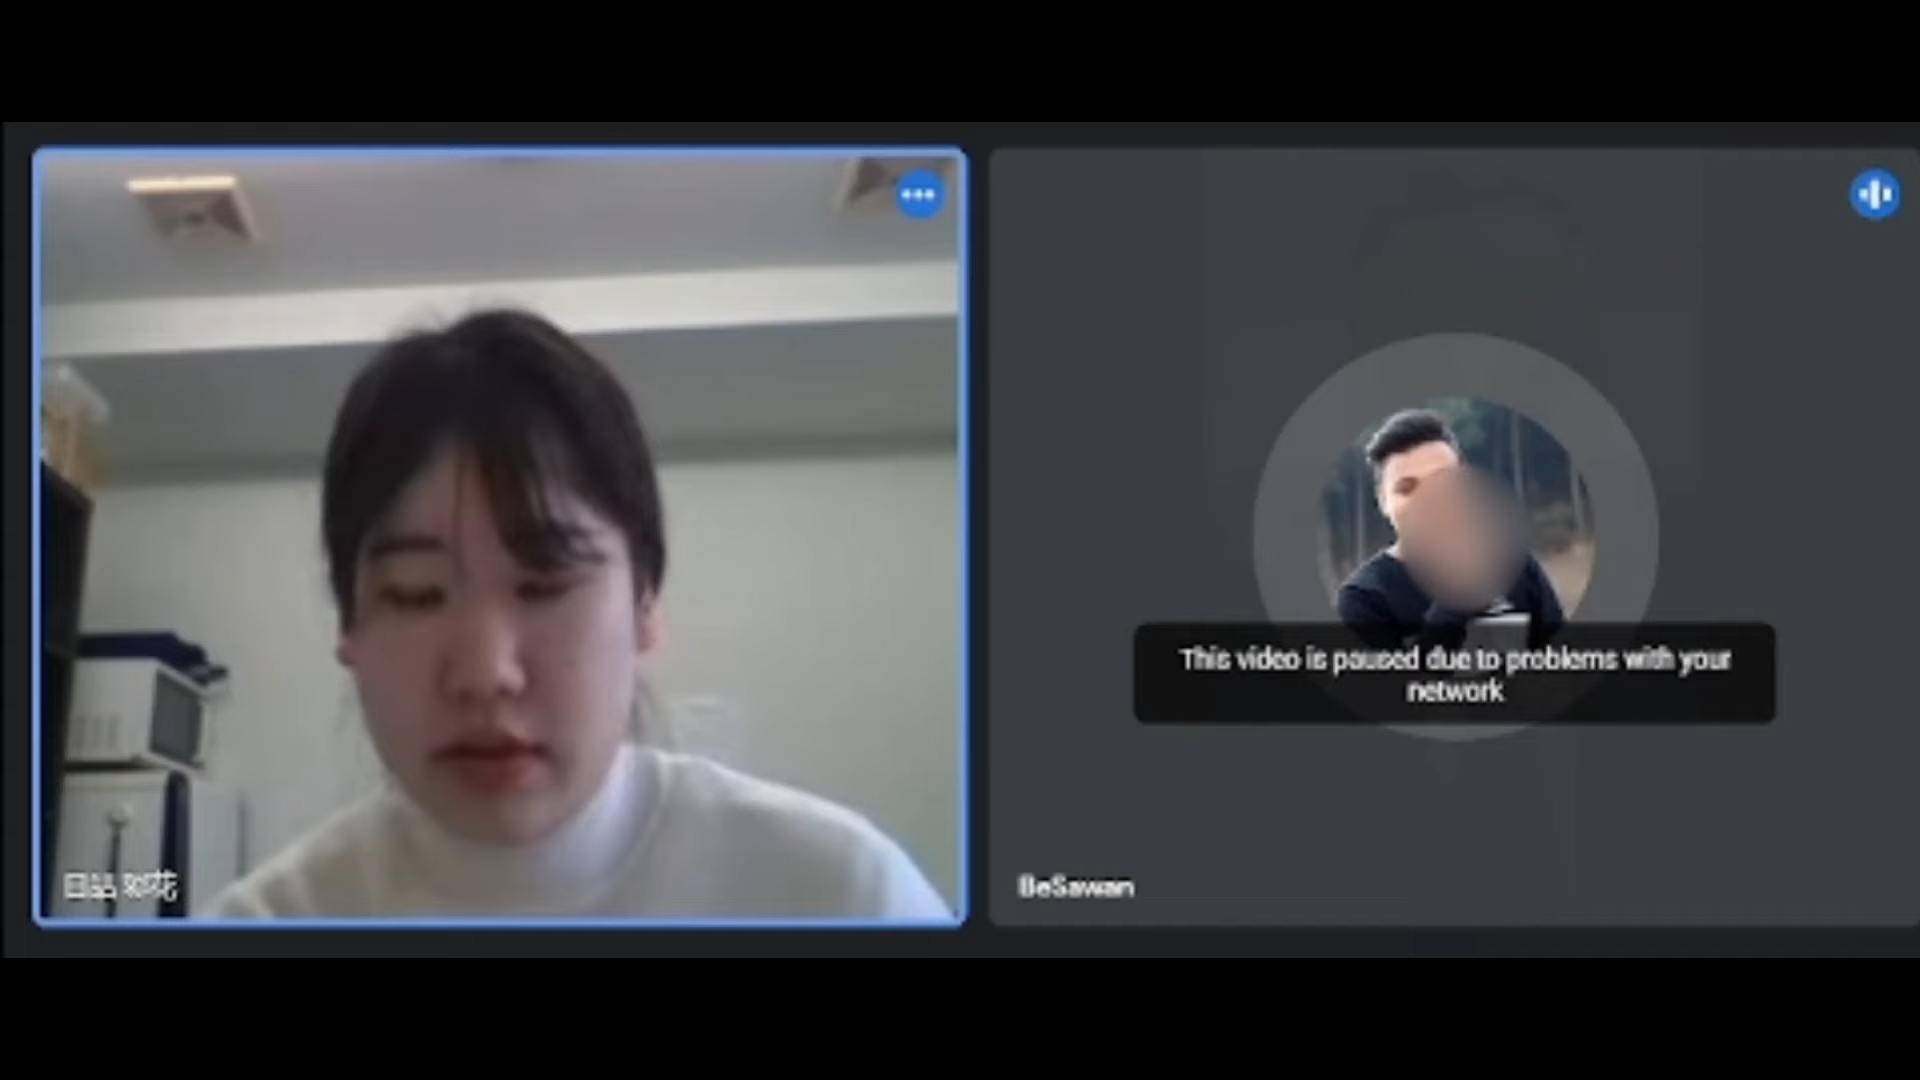 This video is paused due to problems with your
network
BeSawan